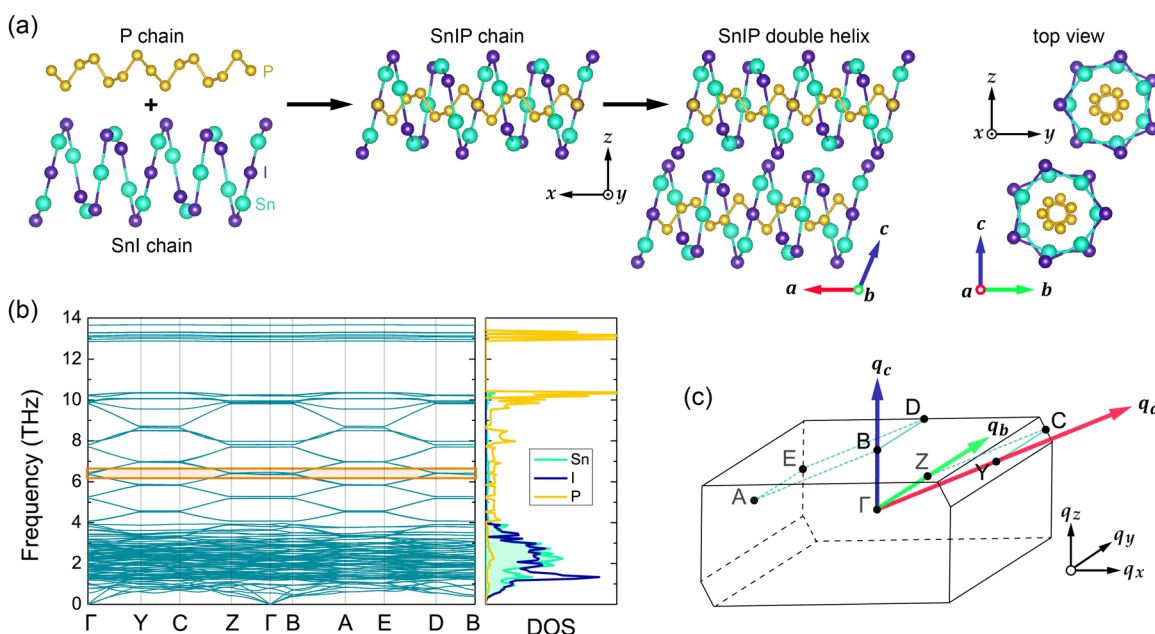 (a)
P chain
SnIP chain
SnIP double helix
top view
P
+
I
Sn
SnI chain
z
x
y
c
a
b
z
x
y
c
a
b
(b)
14
12
10
8
6
4
2
0
Frequency (THz)
Γ Y C Z Γ B A E D B
Sn
I
P
DOS
(c)
q_c
q_a
q_b
D
C
B
E
Z
Y
A
Γ
q_z
q_y
q_x